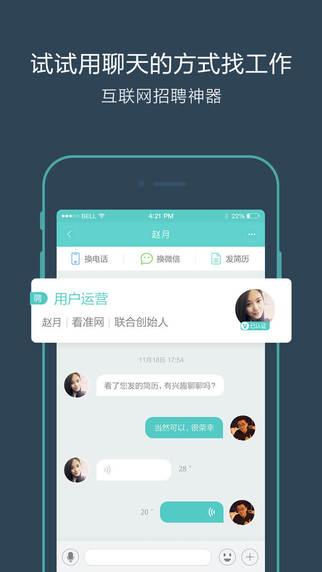 试试用聊天的方式找工作
互联网招聘神器
BELL
4:21 PM
22%
赵月
换电话
换微信
发简历
聘
用户运营
赵月 | 看准网 | 联合创始人
已认证
11月18日 17:54
看了您发的简历，有兴趣聊聊吗?
当然可以，很荣幸
28"
20"